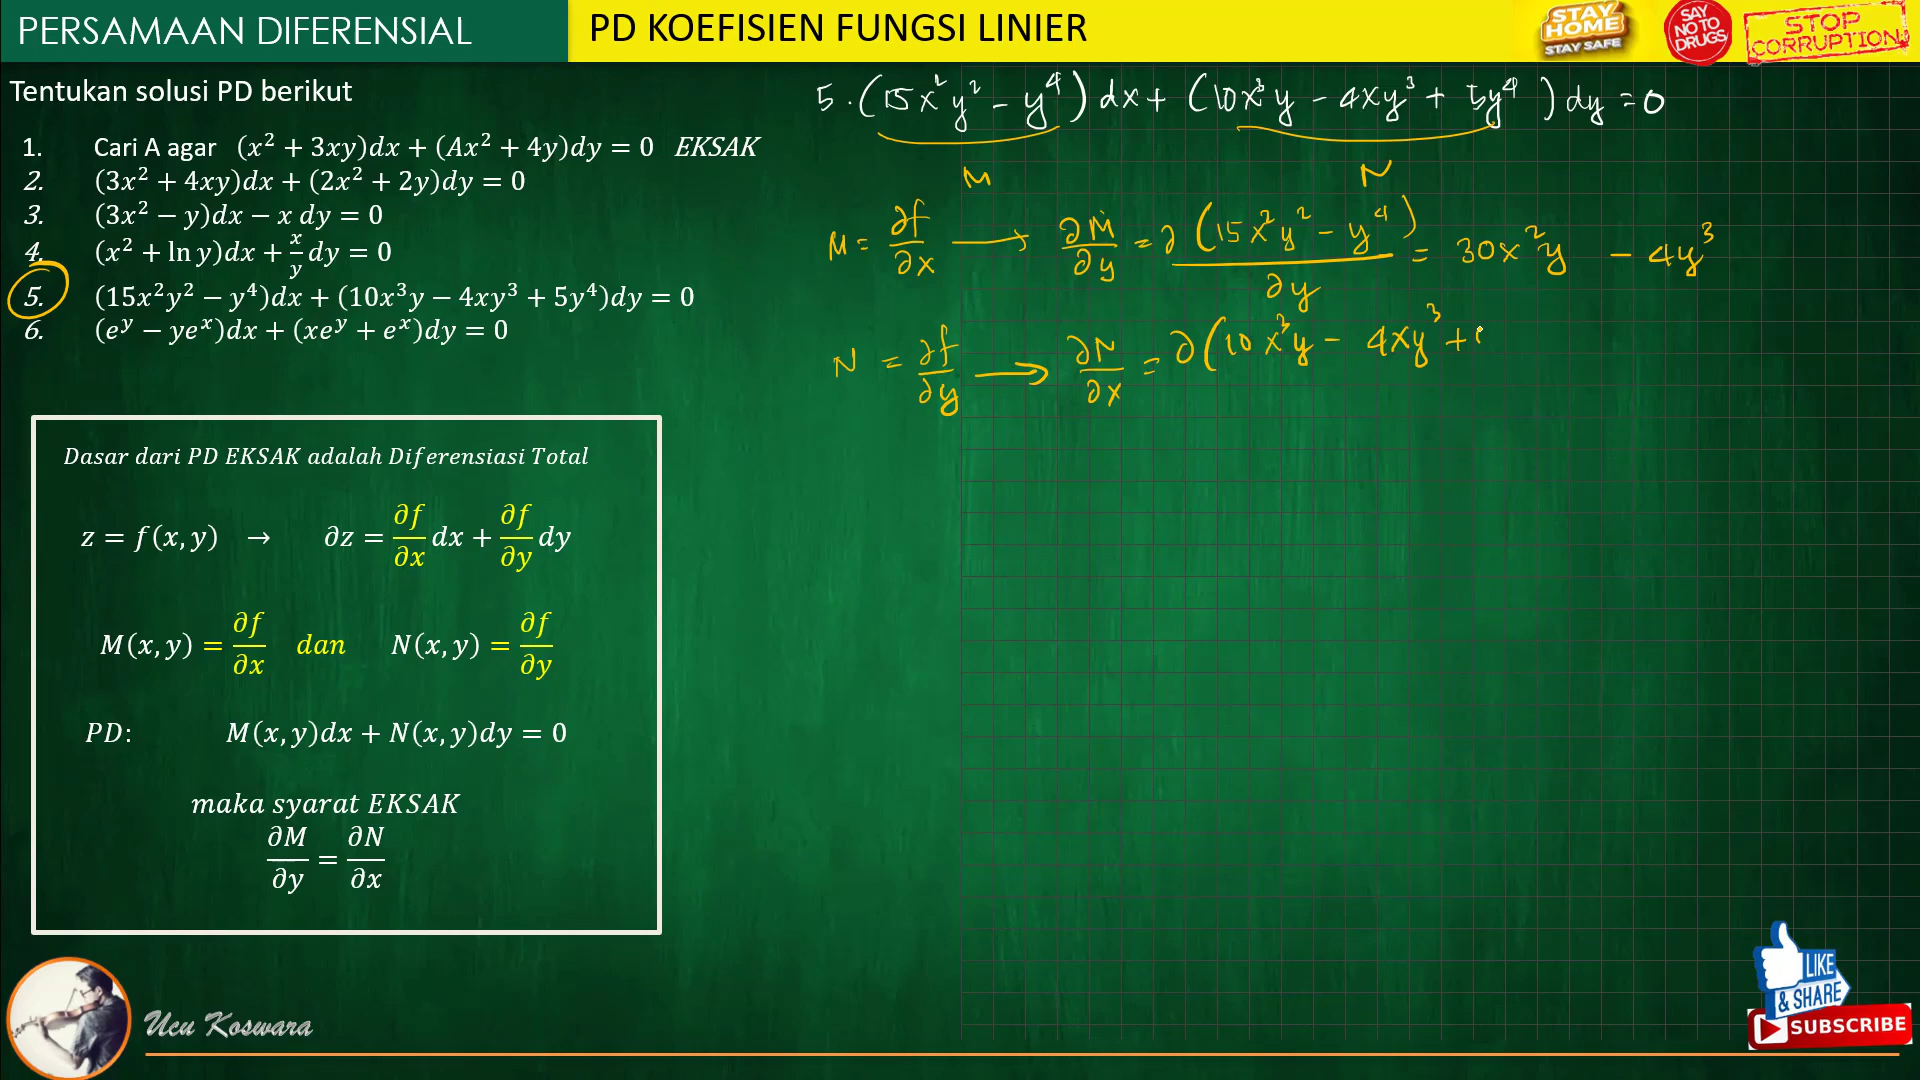 PERSAMAAN DIFERENSIAL
PD KOEFISIEN FUNGSI LINIER
STAY HOME STAY SAFE
SAY NO TO DRUGS
STOP CORRUPTION
Tentukan solusi PD berikut
1. Cari A agar (x² + 3xy)dx + (Ax² + 4y)dy = 0 EKSAK
2. (3x² + 4xy)dx + (2x² + 2y)dy = 0
3. (3x² − y)dx − x dy = 0
4. (x² + ln y)dx + x/y dy = 0
5. (15x²y² − y⁴)dx + (10x³y − 4xy³ + 5y⁴)dy = 0
6. (eʸ − yeˣ)dx + (xeʸ + eˣ)dy = 0
Dasar dari PD EKSAK adalah Diferensiasi Total
z = f(x, y) → ∂z = ∂f/∂x dx + ∂f/∂y dy
M(x, y) = ∂f/∂x dan N(x, y) = ∂f/∂y
PD: M(x, y)dx + N(x, y)dy = 0
maka syarat EKSAK
∂M/∂y = ∂N/∂x
5. (15x²y² − y⁴) dx + (10x³y − 4xy³ + 5y⁴) dy = 0
M N
M = ∂f/∂x → ∂M/∂y = ∂(15x²y² − y⁴)/∂y = 30x²y − 4y³
N = ∂f/∂y → ∂N/∂x = ∂(10x³y − 4xy³ +
Ucu Koswara
LIKE & SHARE
SUBSCRIBE